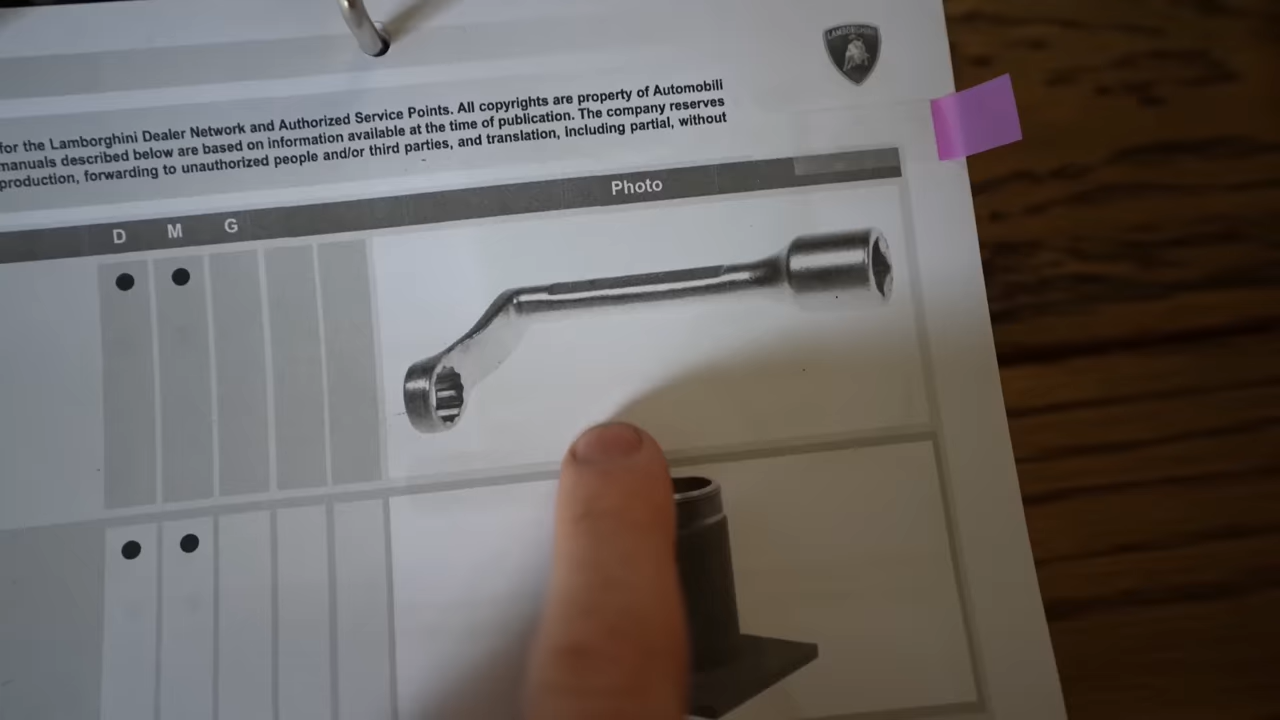 LAMBORGHINI
for the Lamborghini Dealer Network and Authorized Service Points. All copyrights are property of Automobili
manuals described below are based on information available at the time of publication. The company reserves
production, forwarding to unauthorized people and/or third parties, and translation, including partial, without
Photo
D M G